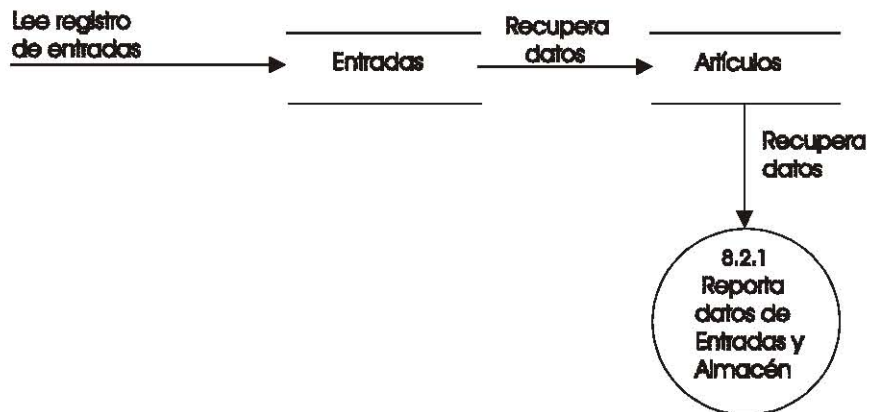 Lee registro
de entradas
Entradas
Recupera
datos
Artículos
Recupera
datos
8.2.1
Reporta
datos de
Entradas y
Almacén